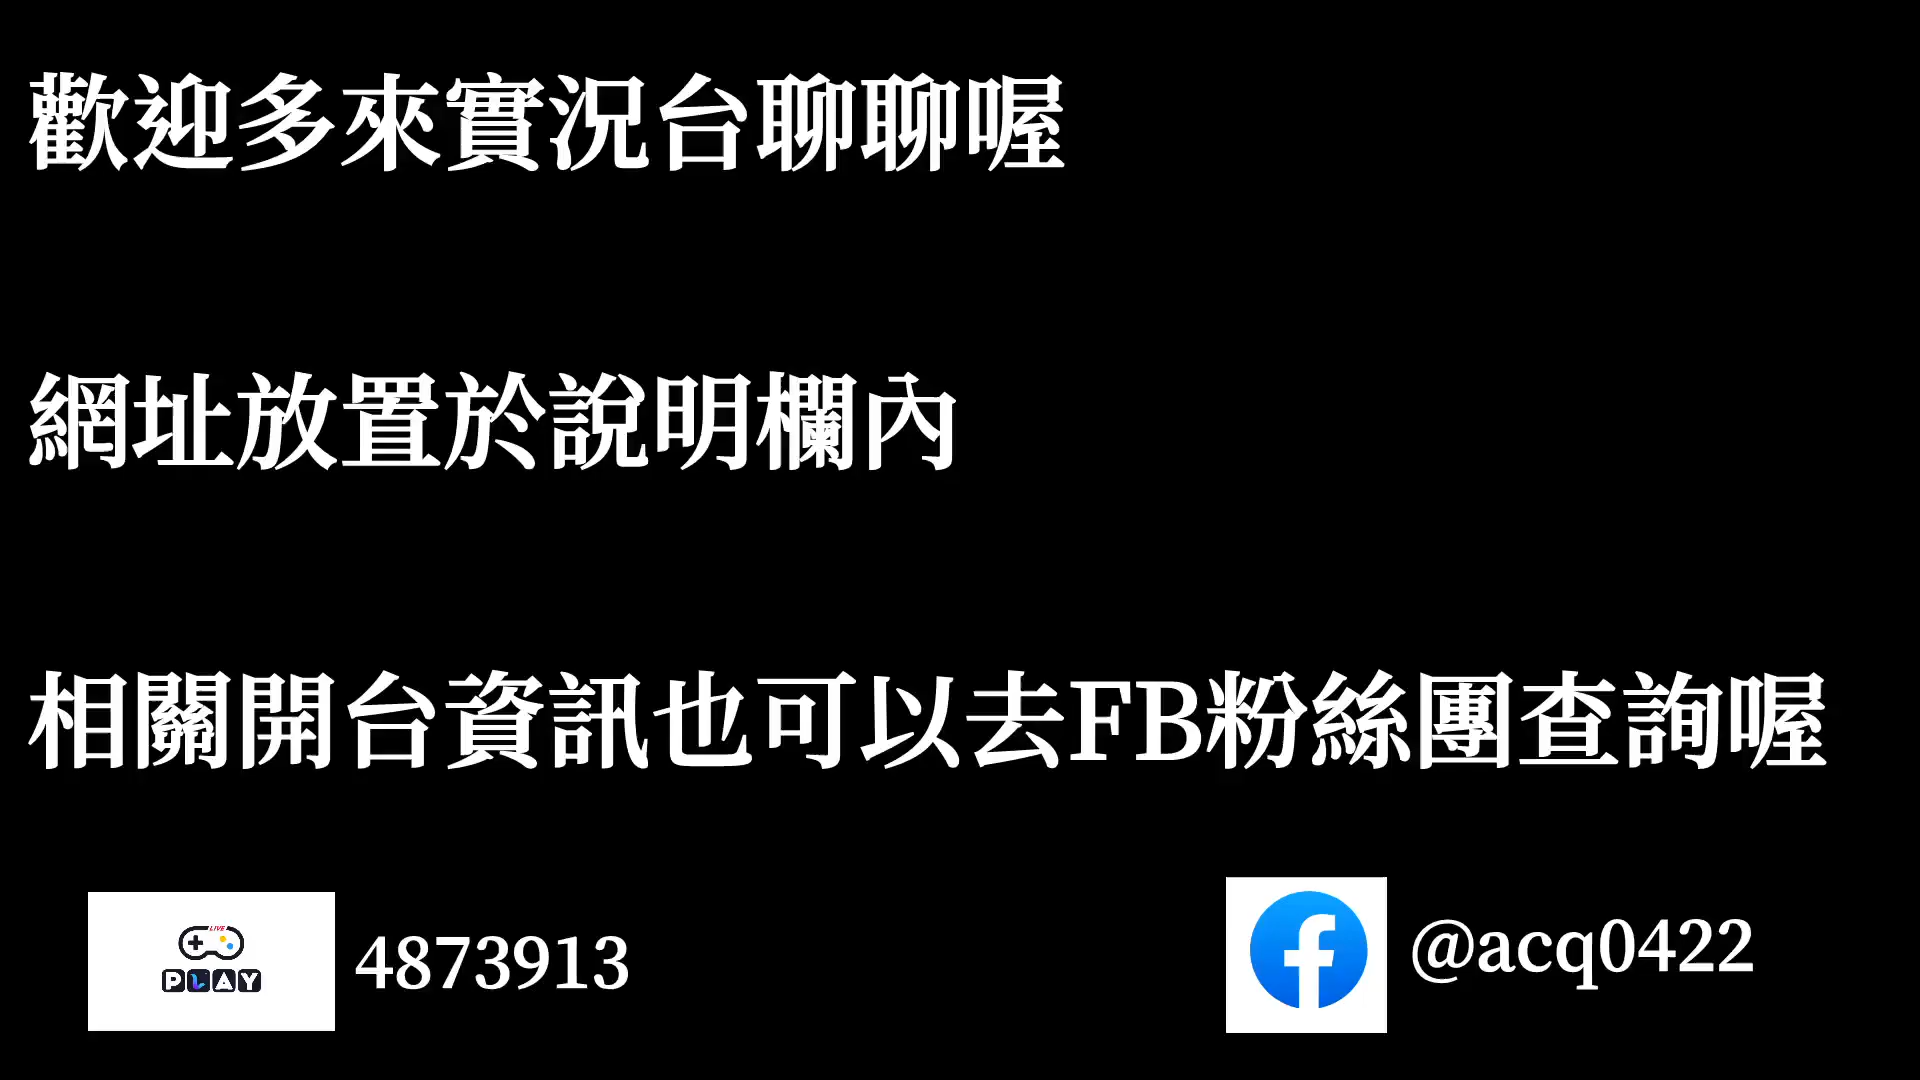 歡迎多來實況台聊聊喔
網址放置於說明欄內
相關開台資訊也可以去FB粉絲團查詢喔
LIVE
PLAY
4873913
@acq0422